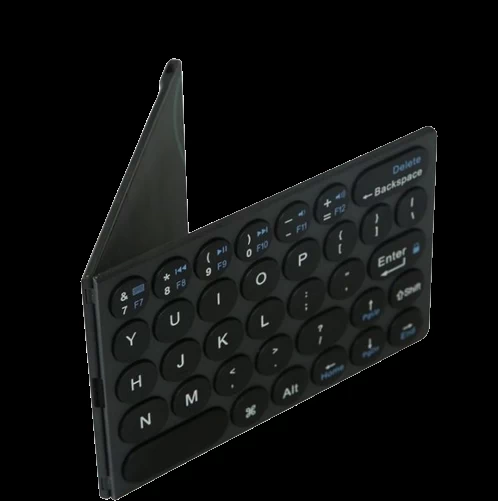 Delete
← Backspace
& 7 F7
* 8 F8
( 9 F9
) 0 F10
_ - F11
+ = F12
Y U I O P { [ } ] | \
H J K L : ; " ' Enter
N M < , > . ? / ⇧Shift
⌘ Alt ← Home ↑ PgUp ↓ PgDn → End